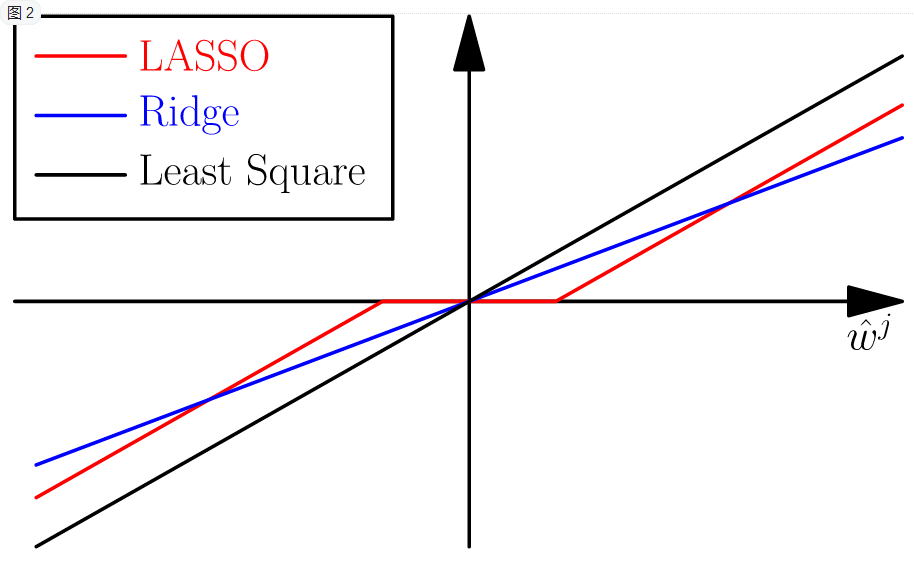 图 2
LASSO
Ridge
Least Square
ŵʲ